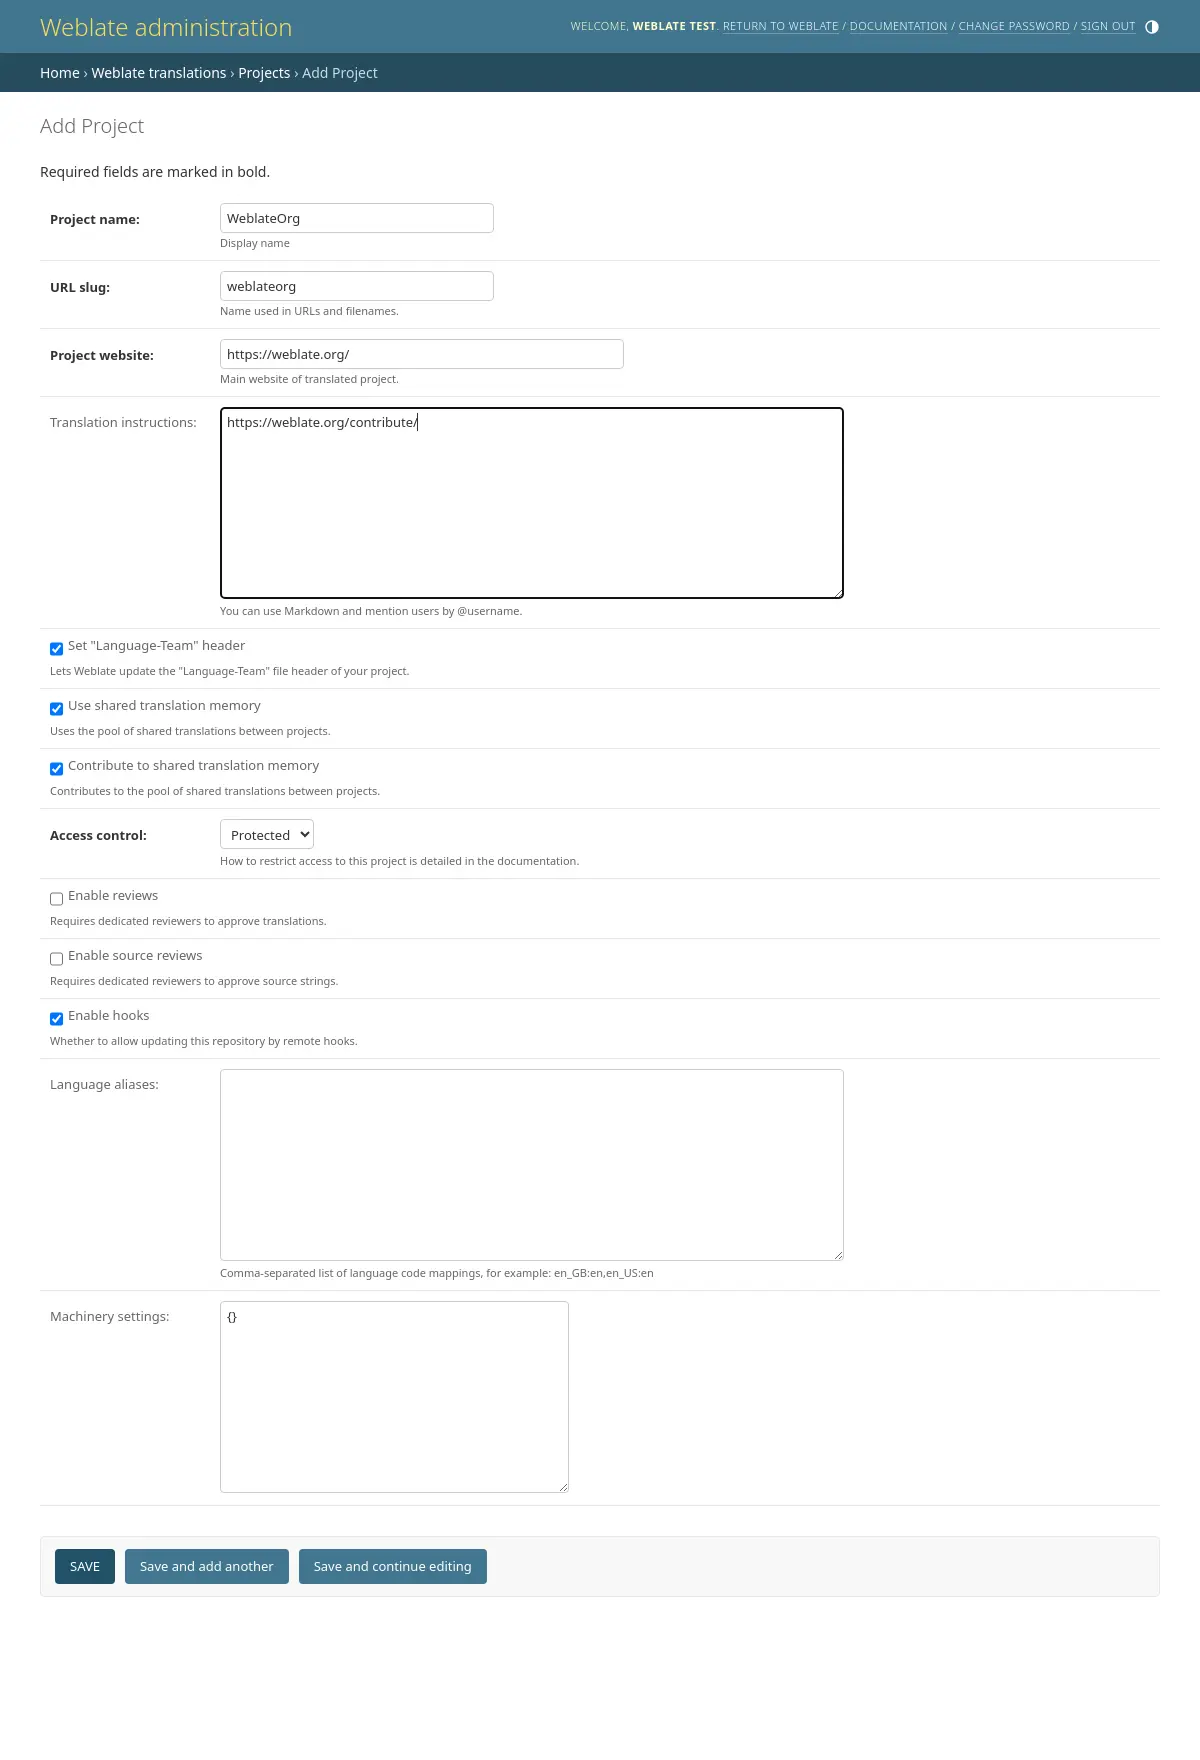 Weblate administration
WELCOME, WEBLATE TEST. RETURN TO WEBLATE / DOCUMENTATION / CHANGE PASSWORD / SIGN OUT
Home › Weblate translations › Projects › Add Project
Add Project
Required fields are marked in bold.
Project name: WeblateOrg
Display name
URL slug: weblateorg
Name used in URLs and filenames.
Project website: https://weblate.org/
Main website of translated project.
Translation instructions: https://weblate.org/contribute/
You can use Markdown and mention users by @username.
Set "Language-Team" header
Lets Weblate update the "Language-Team" file header of your project.
Use shared translation memory
Uses the pool of shared translations between projects.
Contribute to shared translation memory
Contributes to the pool of shared translations between projects.
Access control: Protected
How to restrict access to this project is detailed in the documentation.
Enable reviews
Requires dedicated reviewers to approve translations.
Enable source reviews
Requires dedicated reviewers to approve source strings.
Enable hooks
Whether to allow updating this repository by remote hooks.
Language aliases:
Comma-separated list of language code mappings, for example: en_GB:en,en_US:en
Machinery settings: {}
SAVE Save and add another Save and continue editing